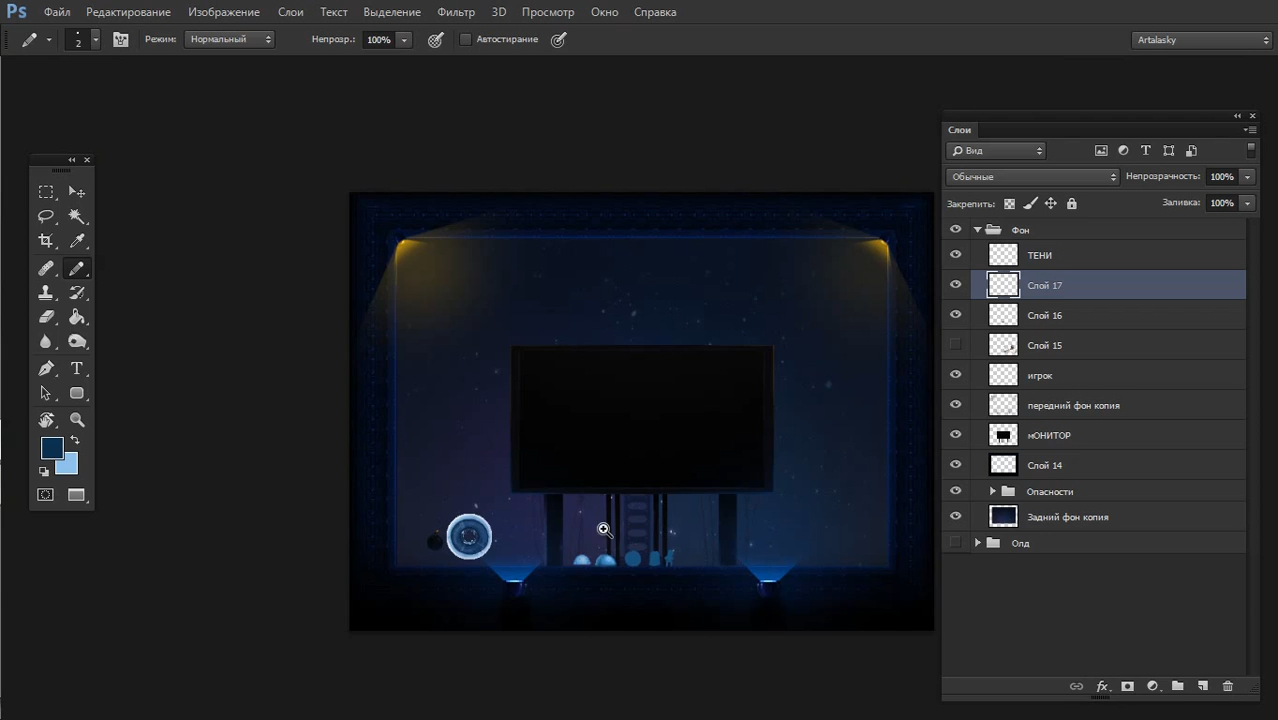 Ps Файл Редактирование Изображение Слои Текст Выделение Фильтр 3D Просмотр Окно Справка
2 Режим: Нормальный Непрозр.: 100% Автостирание Artalasky
Слои
Вид
Обычные Непрозрачность: 100%
Закрепить: Заливка: 100%
Фон
ТЕНИ
Слой 17
Слой 16
Слой 15
игрок
передний фон копия
мОНИТОР
Слой 14
Опасности
Задний фон копия
Олд
fx